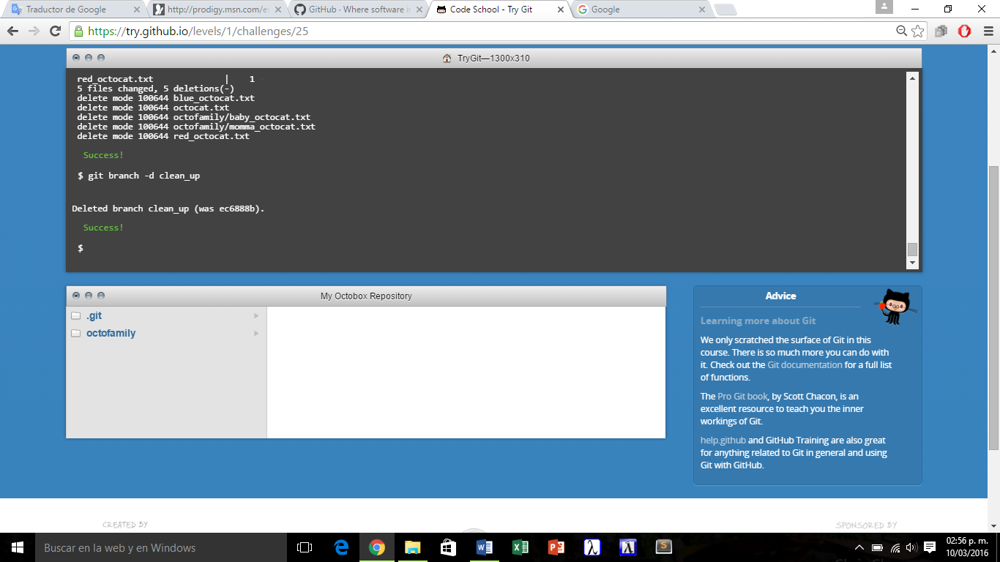 Traductor de Google
http://prodigy.msn.com/es
GitHub · Where software is
Code School - Try Git
Google
https://try.github.io/levels/1/challenges/25
TryGit—1300x310
red_octocat.txt | 1 -
5 files changed, 5 deletions(-)
delete mode 100644 blue_octocat.txt
delete mode 100644 octocat.txt
delete mode 100644 octofamily/baby_octocat.txt
delete mode 100644 octofamily/momma_octocat.txt
delete mode 100644 red_octocat.txt
Success!
$ git branch -d clean_up
Deleted branch clean_up (was ec6888b).
Success!
$
My Octobox Repository
.git
octofamily
Advice
Learning more about Git
We only scratched the surface of Git in this
course. There is so much more you can do with
it. Check out the Git documentation for a full list
of functions.
The Pro Git book, by Scott Chacon, is an
excellent resource to teach you the inner
workings of Git.
help.github and GitHub Training are also great
for anything related to Git in general and using
Git with GitHub.
CREATED BY
SPONSORED BY
Buscar en la web y en Windows
02:56 p. m.
10/03/2016